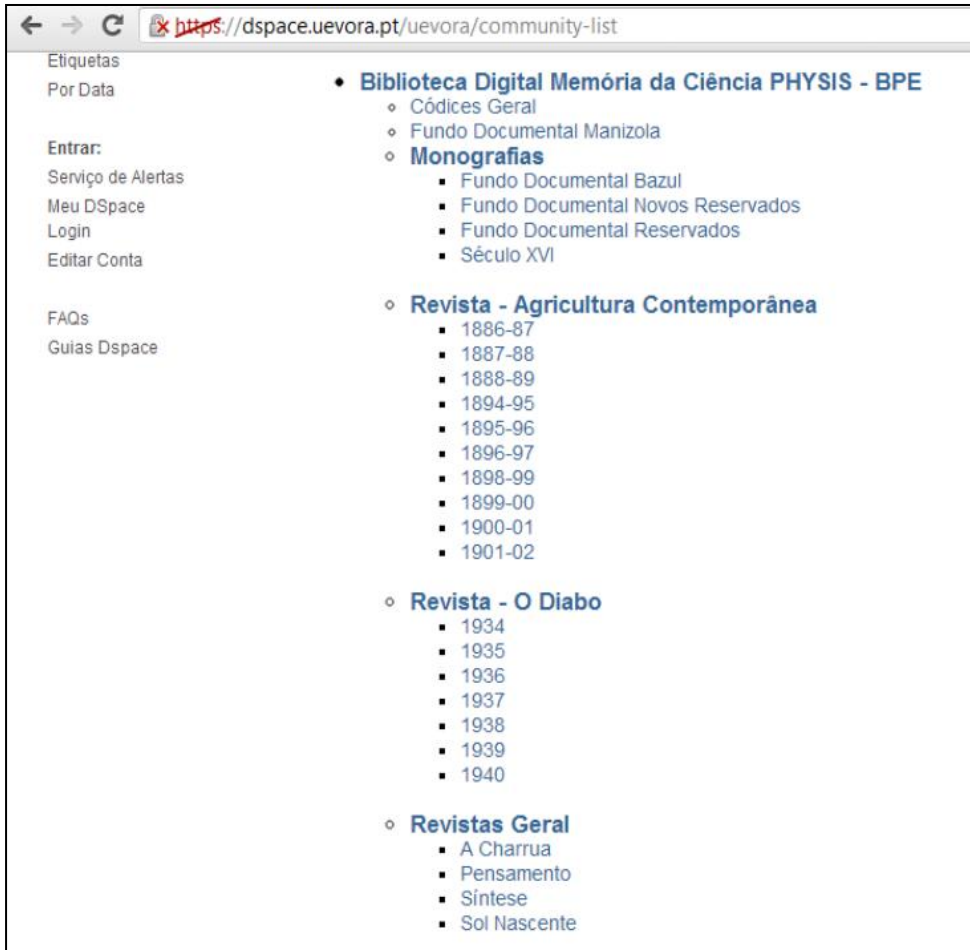 https://dspace.uevora.pt/uevora/community-list
Etiquetas
Por Data
Entrar:
Serviço de Alertas
Meu DSpace
Login
Editar Conta
FAQs
Guias Dspace
Biblioteca Digital Memória da Ciência PHYSIS - BPE
Códices Geral
Fundo Documental Manizola
Monografias
Fundo Documental Bazul
Fundo Documental Novos Reservados
Fundo Documental Reservados
Século XVI
Revista - Agricultura Contemporânea
1886-87
1887-88
1888-89
1894-95
1895-96
1896-97
1898-99
1899-00
1900-01
1901-02
Revista - O Diabo
1934
1935
1936
1937
1938
1939
1940
Revistas Geral
A Charrua
Pensamento
Síntese
Sol Nascente